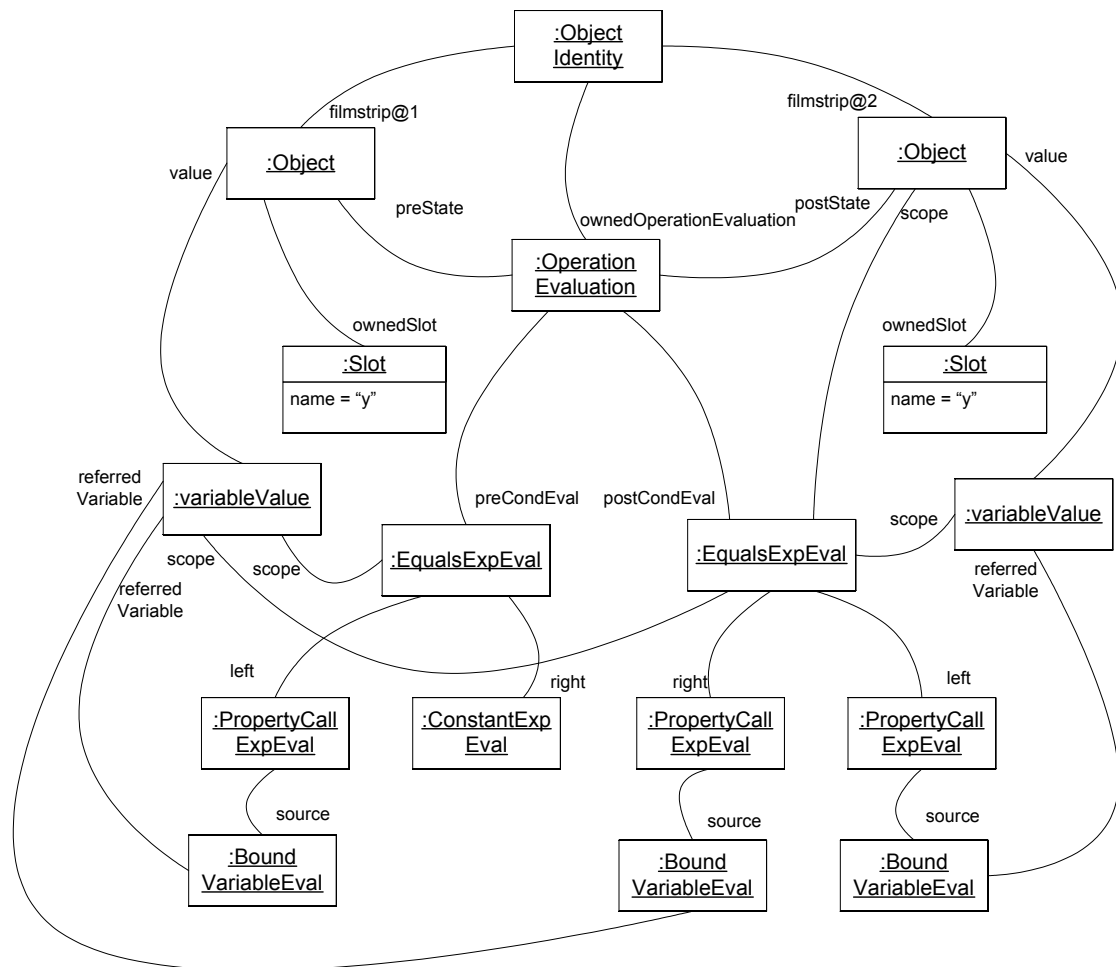 :Object
Identity
filmstrip@1
filmstrip@2
:Object
:Object
value
value
preState
postState
scope
ownedOperationEvaluation
:Operation
Evaluation
ownedSlot
ownedSlot
:Slot
name = “y”
:Slot
name = “y”
referred
Variable
:variableValue
preCondEval
postCondEval
:variableValue
scope
scope
scope
:EqualsExpEval
:EqualsExpEval
referred
Variable
referred
Variable
left
right
right
left
:PropertyCall
ExpEval
:ConstantExp
Eval
:PropertyCall
ExpEval
:PropertyCall
ExpEval
source
source
source
:Bound
VariableEval
:Bound
VariableEval
:Bound
VariableEval